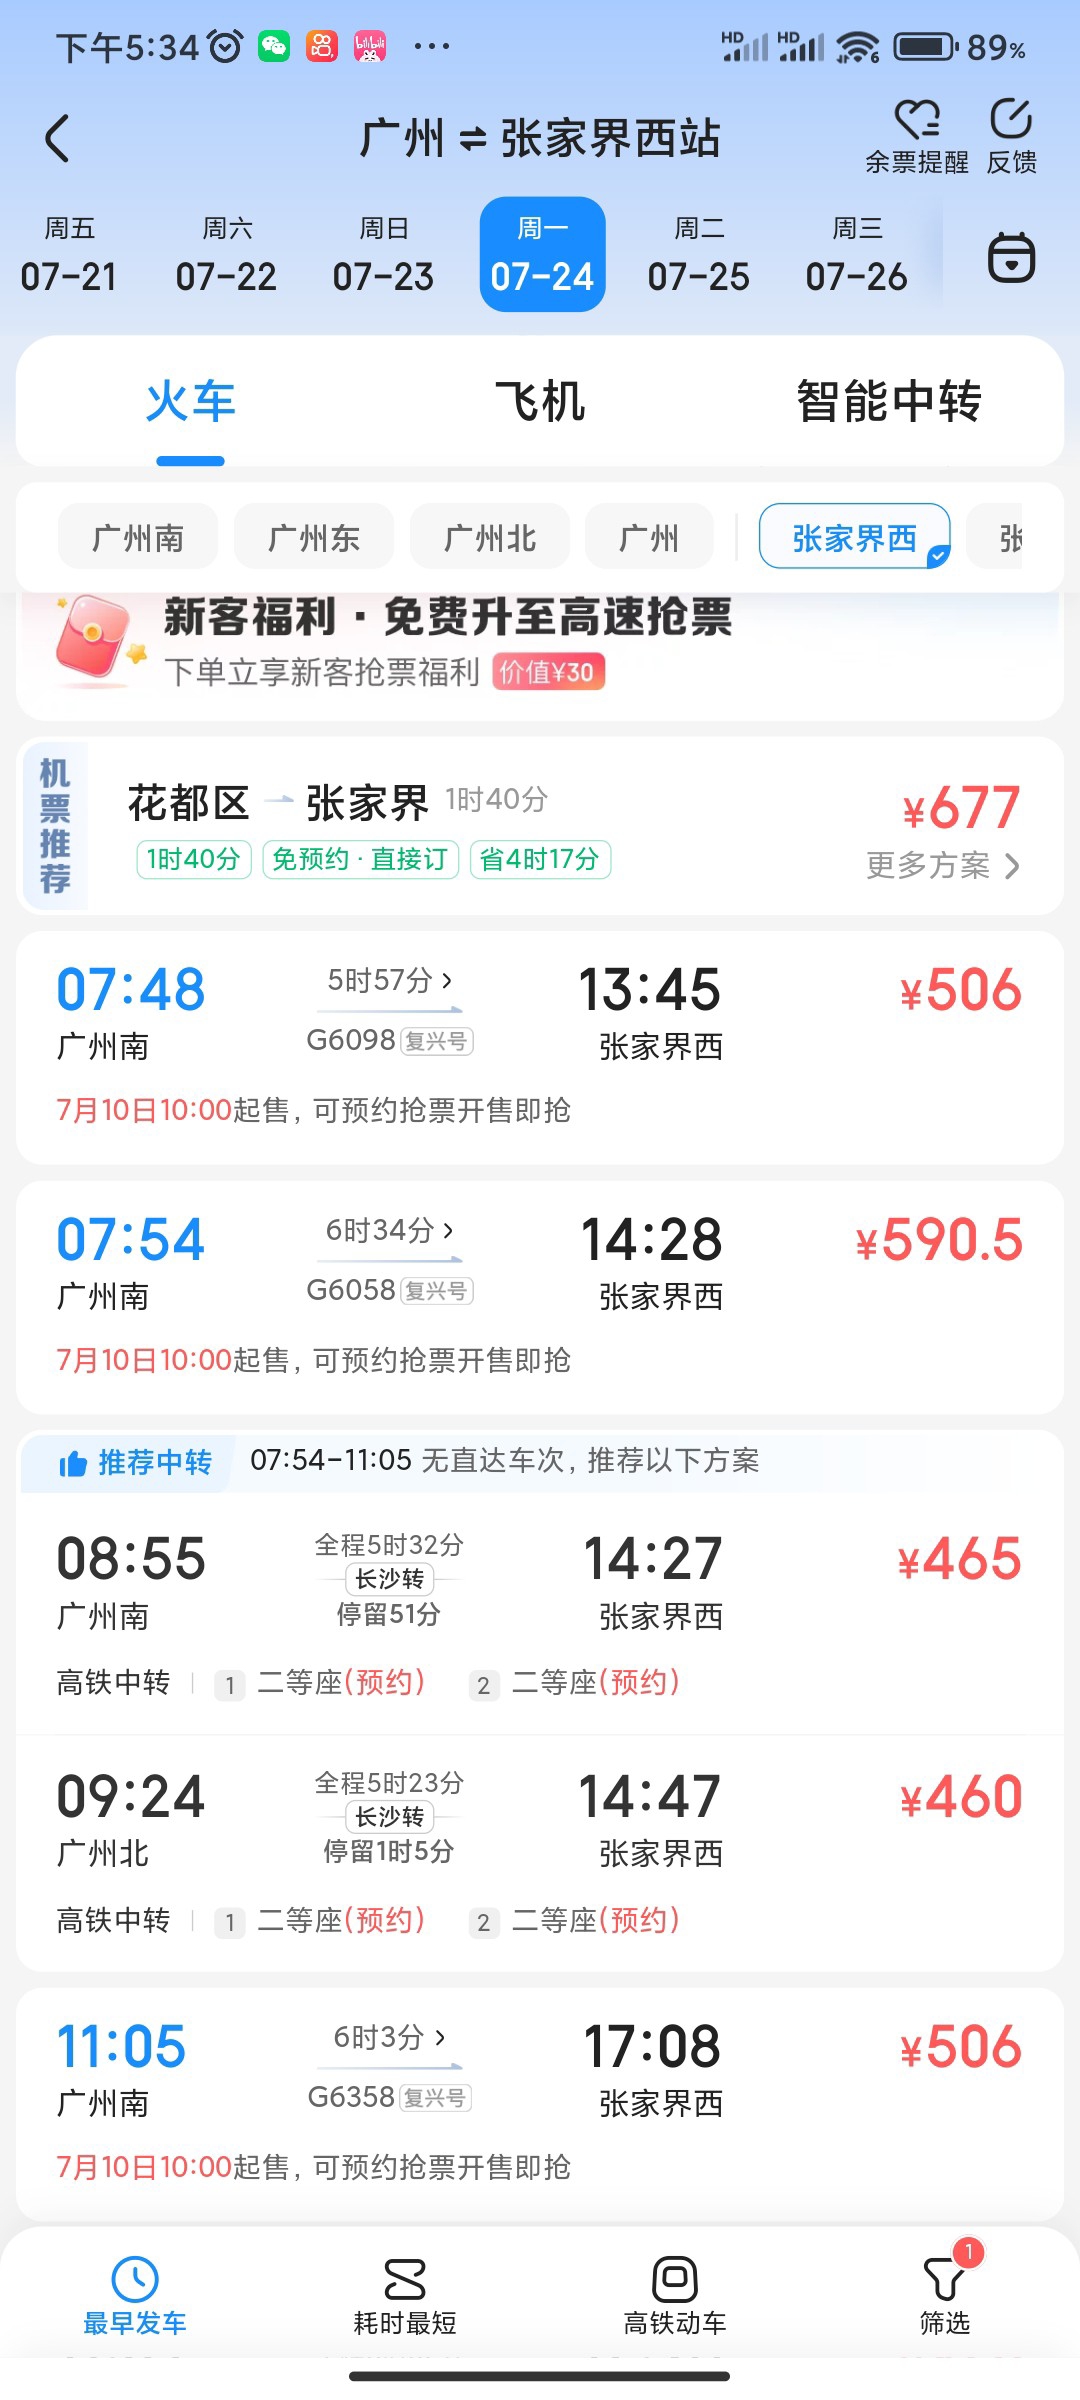 下午5:34 ··· HD HD 6 89%
广州 ⇌ 张家界西站
余票提醒 反馈
周五 周六 周日 周一 周二 周三
07-21 07-22 07-23 07-24 07-25 07-26
火车 飞机 智能中转
广州南 广州东 广州北 广州 张家界西
新客福利·免费升至高速抢票
下单立享新客抢票福利 价值¥30
机票推荐
花都区 张家界 1时40分 ¥677
1时40分 免预约·直接订 省4时17分 更多方案 >
07:48 5时57分 > 13:45 ¥506
广州南 G6098 复兴号 张家界西
7月10日10:00起售，可预约抢票开售即抢
07:54 6时34分 > 14:28 ¥590.5
广州南 G6058 复兴号 张家界西
7月10日10:00起售，可预约抢票开售即抢
推荐中转 07:54-11:05 无直达车次，推荐以下方案
08:55 全程5时32分 14:27 ¥465
长沙转
广州南 停留51分 张家界西
高铁中转 1 二等座(预约) 2 二等座(预约)
09:24 全程5时23分 14:47 ¥460
长沙转
广州北 停留1时5分 张家界西
高铁中转 1 二等座(预约) 2 二等座(预约)
11:05 6时3分 > 17:08 ¥506
广州南 G6358 复兴号 张家界西
7月10日10:00起售，可预约抢票开售即抢
1
最早发车 耗时最短 高铁动车 筛选